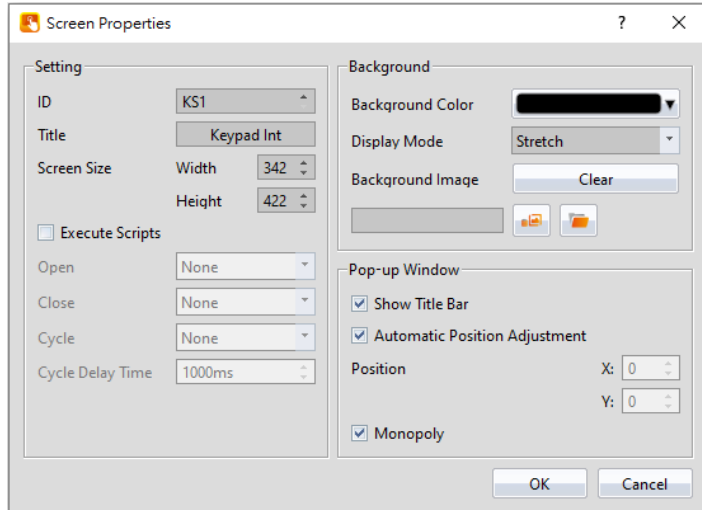 Screen Properties ? X
Setting
ID KS1
Title Keypad Int
Screen Size Width 342
Height 422
Execute Scripts
Open None
Close None
Cycle None
Cycle Delay Time 1000ms
Background
Background Color
Display Mode Stretch
Background Image Clear
Pop-up Window
Show Title Bar
Automatic Position Adjustment
Position X: 0
Y: 0
Monopoly
OK Cancel